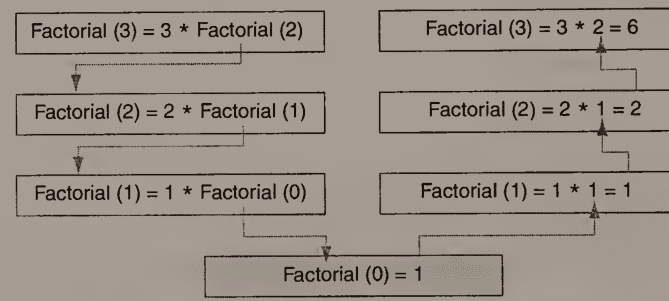 Factorial (3) = 3 * Factorial (2)
Factorial (2) = 2 * Factorial (1)
Factorial (1) = 1 * Factorial (0)
Factorial (0) = 1
Factorial (1) = 1 * 1 = 1
Factorial (2) = 2 * 1 = 2
Factorial (3) = 3 * 2 = 6